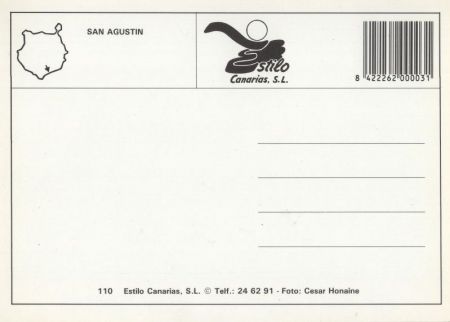 SAN AGUSTIN
Estilo
Canarias, S.L.
8 422262 000031
110 Estilo Canarias, S.L. © Telf.: 24 62 91 - Foto: Cesar Honaine